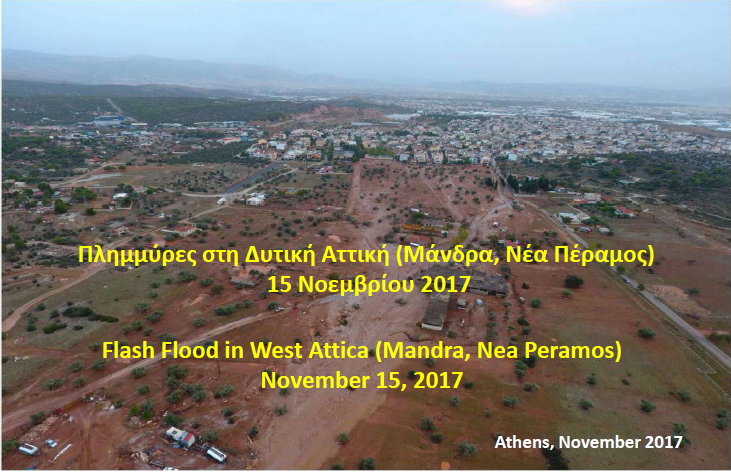 Πλημμύρες στη Δυτική Αττική (Μάνδρα, Νέα Πέραμος)
15 Νοεμβρίου 2017
Flash Flood in West Attica (Mandra, Nea Peramos)
November 15, 2017
Athens, November 2017